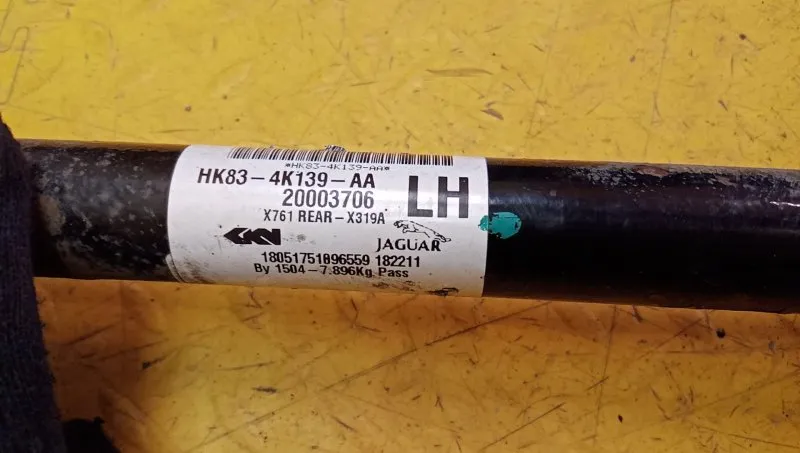 *HK83-4K139-AA*
HK83-4K139-AA
LH
20003706
X761 REAR-X319A
GKN
JAGUAR
18051751096559 182211
By 1504-7.896Kg Pass